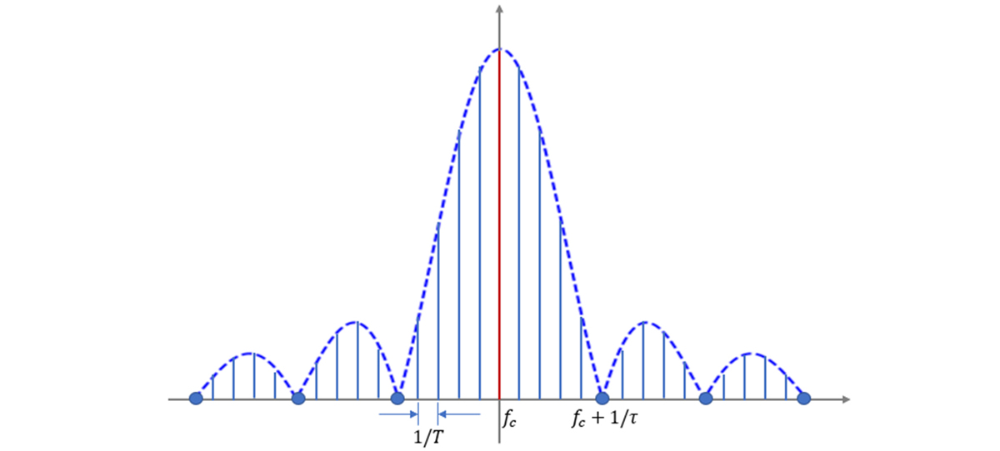 f_c
f_c + 1/τ
1/T